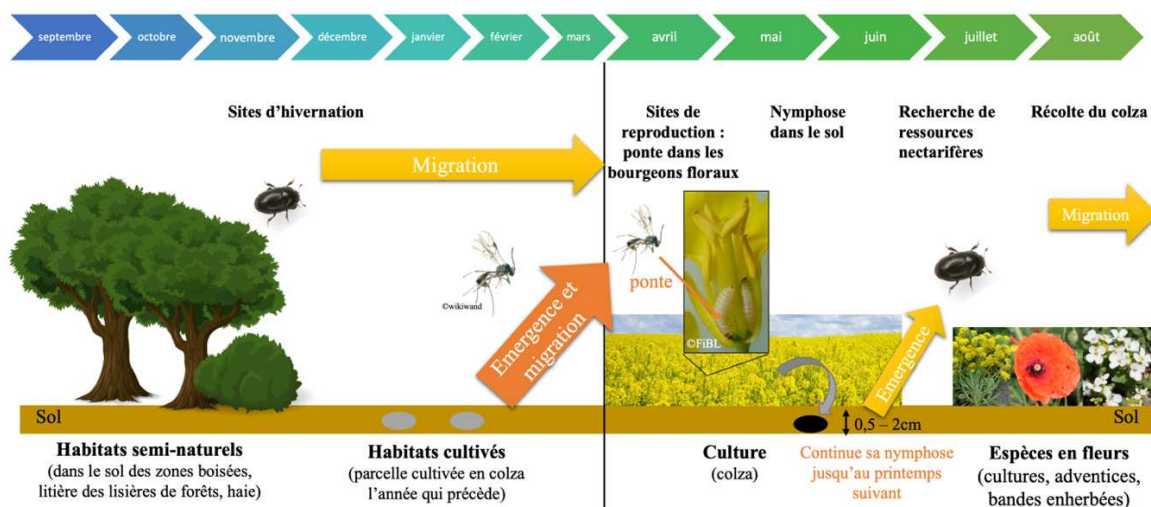 septembre
octobre
novembre
décembre
janvier
février
mars
avril
mai
juin
juillet
août
Sites d’hivernation
Sites de
reproduction :
ponte dans les
bourgeons floraux
Nymphose
dans le sol
Recherche de
ressources
nectarifères
Récolte du colza
Migration
Migration
©wikiwand
Emergence et
migration
ponte
©FiBL
Emergence
Sol
0,5 – 2cm
Sol
Habitats semi-naturels
(dans le sol des zones boisées,
litière des lisières de forêts, haie)
Habitats cultivés
(parcelle cultivée en colza
l’année qui précède)
Culture
(colza)
Continue sa nymphose
jusqu’au printemps
suivant
Espèces en fleurs
(cultures, adventices,
bandes enherbées)